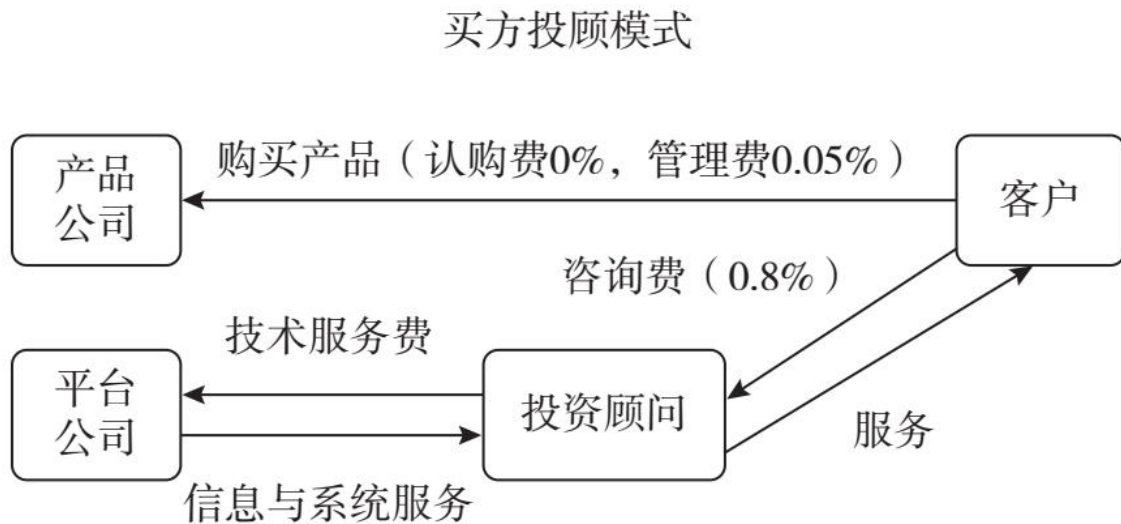 买方投顾模式
产品
公司
购买产品（认购费0%，管理费0.05%）
客户
咨询费（0.8%）
技术服务费
平台
公司
投资顾问
服务
信息与系统服务